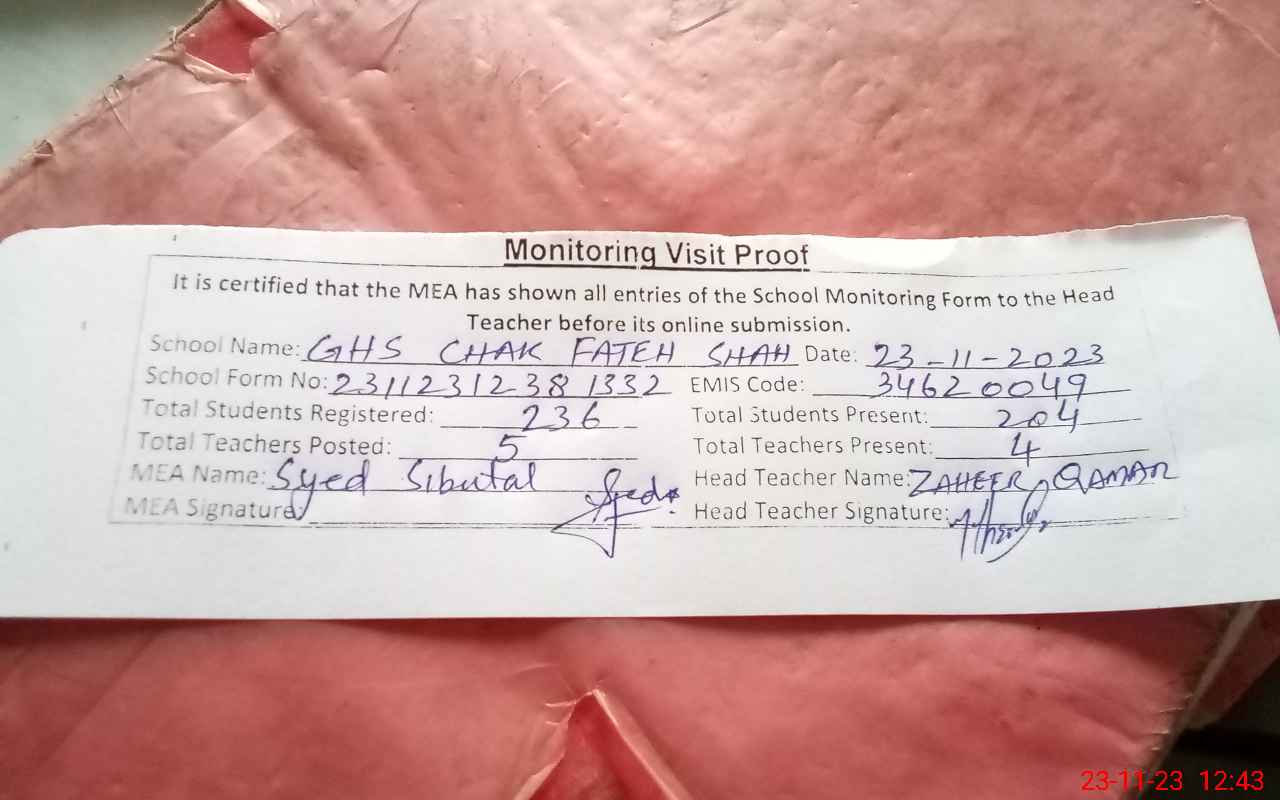 Monitoring Visit Proof
It is certified that the MEA has shown all entries of the School Monitoring Form to the Head
Teacher before its online submission.
School Name: GHS CHAK FATEH SHAH Date: 23-11-2023
School Form No: 2311231238 1332 EMIS Code: 34620049
Total Students Registered: 236 Total Students Present: 204
Total Teachers Posted: 5 Total Teachers Present: 4
MEA Name: Syed Sibutal Head Teacher Name: ZAHEER QAMAR
MEA Signature: Head Teacher Signature:
23-11-23 12:43